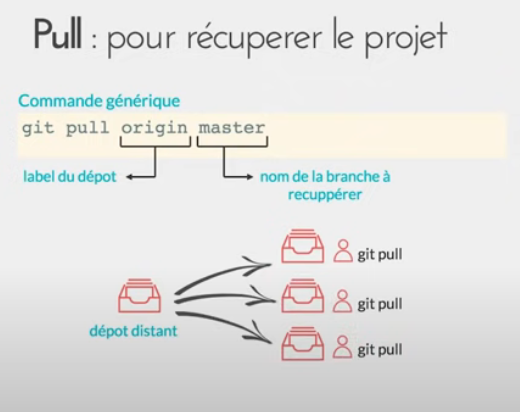 Pull : pour récuperer le projet
Commande générique
git pull origin master
label du dépot
nom de la branche à
recuppérer
git pull
git pull
dépot distant
git pull